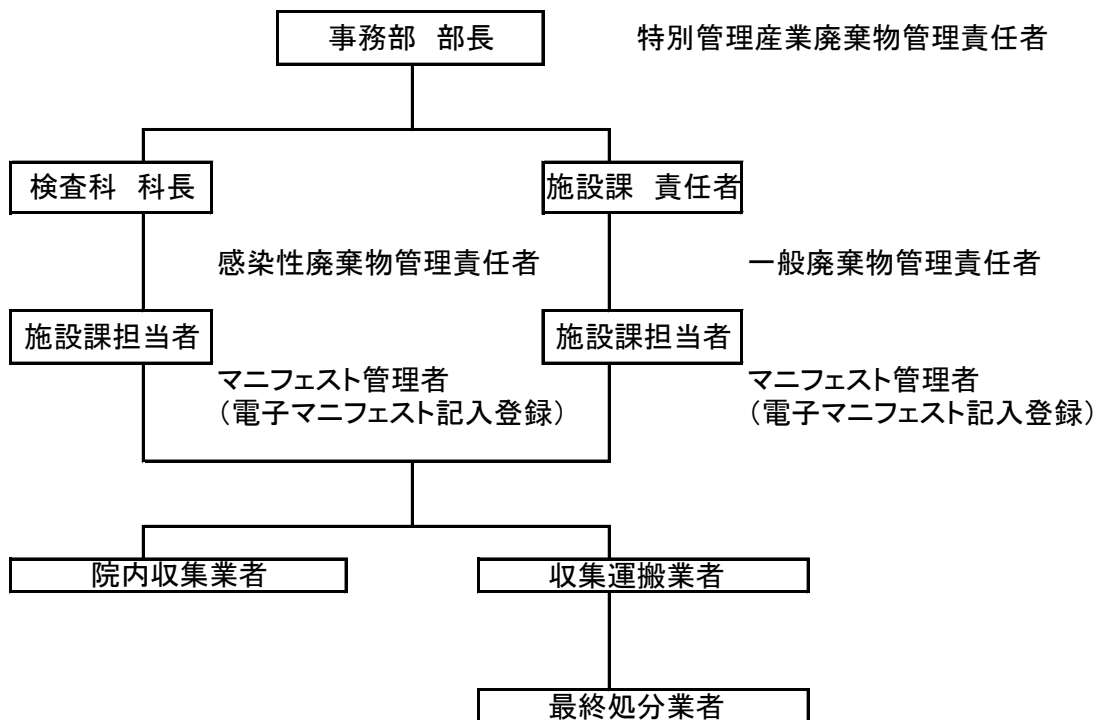 事務部　部長
特別管理産業廃棄物管理責任者
検査科　科長
施設課　責任者
感染性廃棄物管理責任者
一般廃棄物管理責任者
施設課担当者
施設課担当者
マニフェスト管理者
（電子マニフェスト記入登録）
マニフェスト管理者
（電子マニフェスト記入登録）
院内収集業者
収集運搬業者
最終処分業者